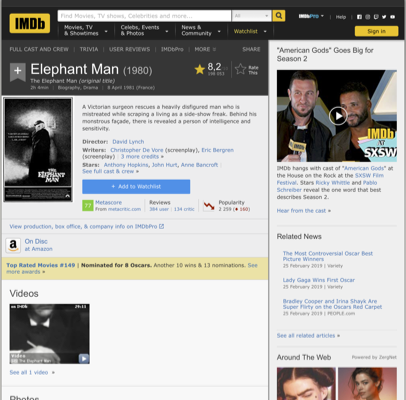 IMDb
Find Movies, TV shows, Celebrities and more...
All
IMDbPro
Help
Movies, TV
& Showtimes
Celebs, Events
& Photos
News &
Community
Watchlist
Sign in
FULL CAST AND CREW | TRIVIA | USER REVIEWS | IMDbPro | MORE
SHARE
Elephant Man (1980)
The Elephant Man (original title)
2h 4min | Biography, Drama | 8 April 1981 (France)
8,2
Rate
This
A Victorian surgeon rescues a heavily disfigured man who is
mistreated while scraping a living as a side-show freak. Behind his
monstrous façade, there is revealed a person of intelligence and
sensitivity.
Director: David Lynch
Writers: Christopher De Vore (screenplay), Eric Bergren
(screenplay) | 3 more credits »
Stars: Anthony Hopkins, John Hurt, Anne Bancroft |
See full cast & crew »
+ Add to Watchlist
Metascore
From metacritic.com
Reviews
384 user | 134 critic
Popularity
2 259
View production, box office, & company info on IMDbPro
On Disc
at Amazon
Top Rated Movies #149 | Nominated for 8 Oscars. Another 10 wins & 13 nominations. See
more awards »
Videos
29:11
Video
The Elephant Man
See all 1 video »
Photos
"American Gods" Goes Big for
Season 2
IMDb
at
SXSW
IMDb hangs with cast of "American Gods" at
the House on the Rock at the SXSW Film
Festival. Stars Ricky Whittle and Pablo
Schreiber reveal the one word that best
describes Season 2.
Hear from the cast »
Related News
The Most Controversial Oscar Best
Picture Winners
25 February 2019 | Variety
Lady Gaga Wins First Oscar
25 February 2019 | Variety
Bradley Cooper and Irina Shayk Are
Super Flirty on the Oscars Red Carpet
25 February 2019 | PEOPLE.com
See all related articles »
Around The Web
Powered by ZergNet